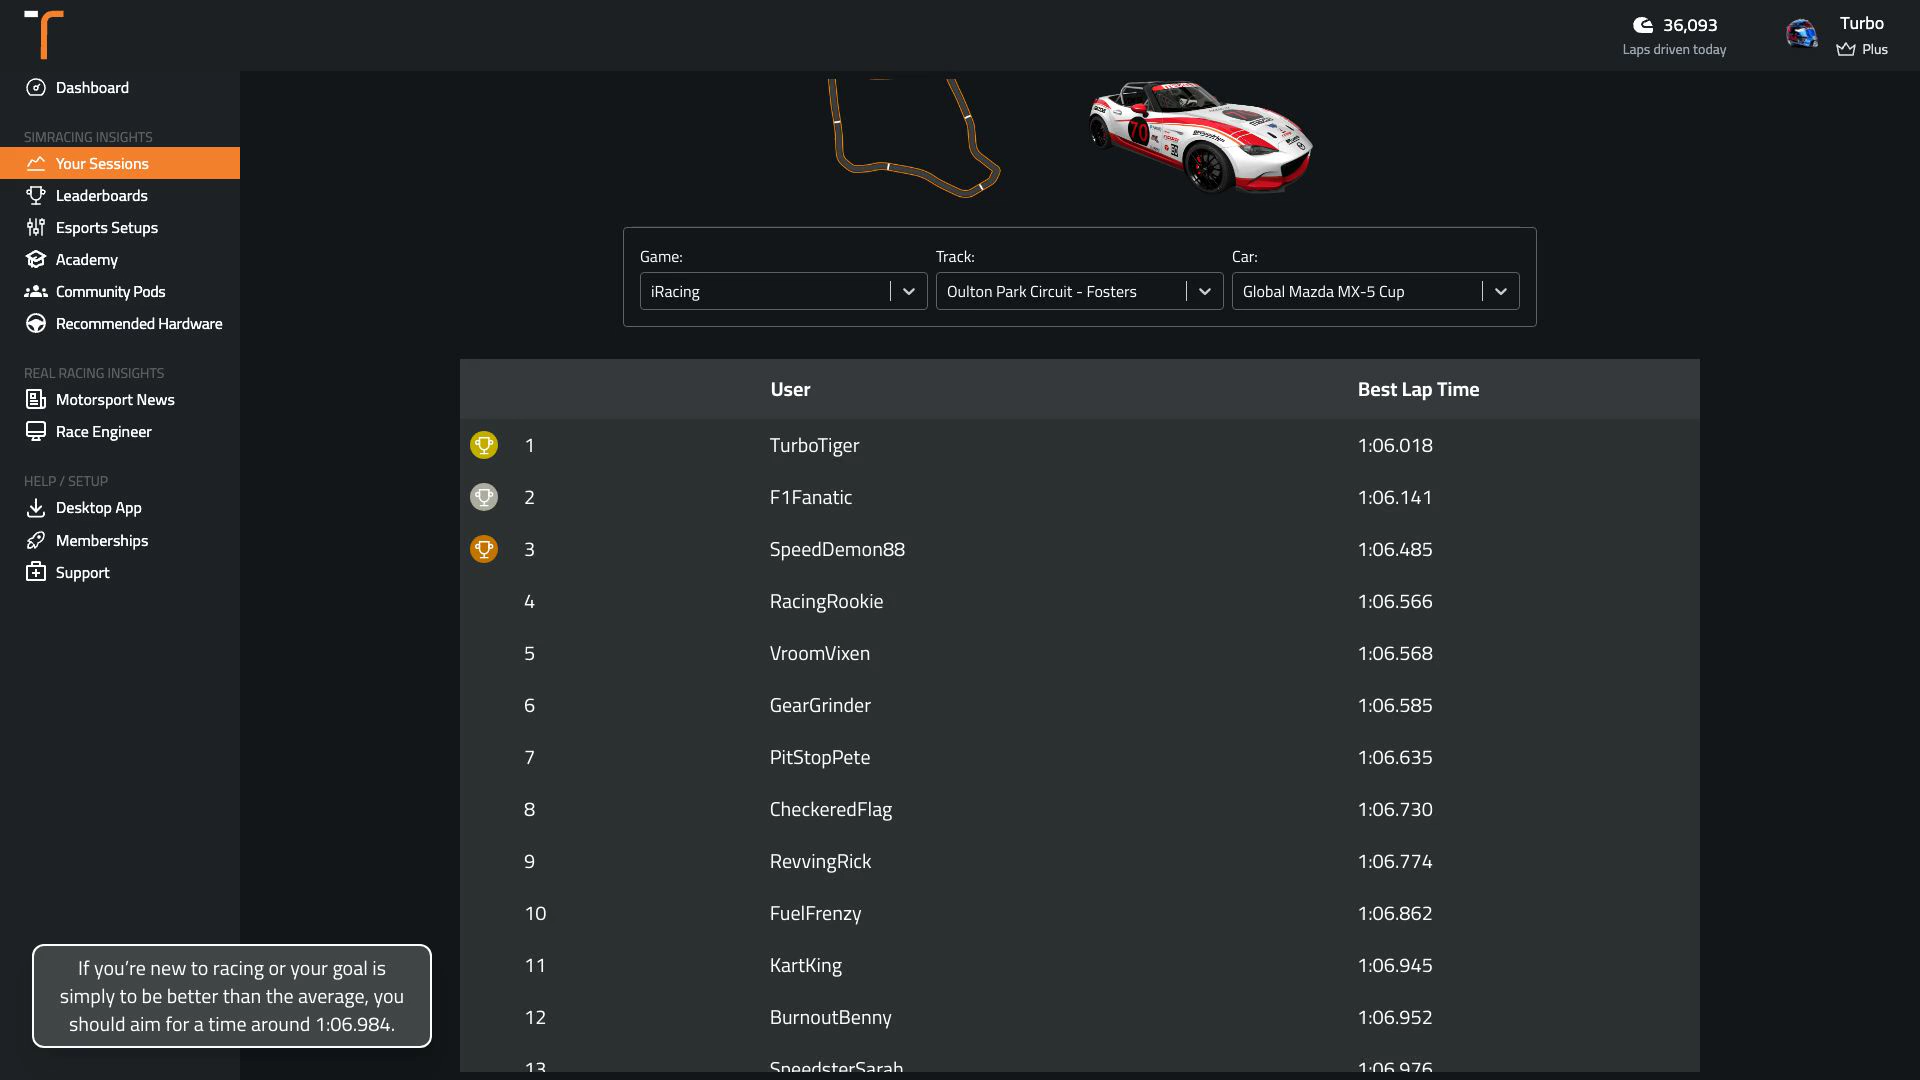 36,093
Laps driven today
Turbo
Plus
Dashboard
SIMRACING INSIGHTS
Your Sessions
Leaderboards
Esports Setups
Academy
Community Pods
Recommended Hardware
REAL RACING INSIGHTS
Motorsport News
Race Engineer
HELP / SETUP
Desktop App
Memberships
Support
70
Game:
Track:
Car:
iRacing
Oulton Park Circuit - Fosters
Global Mazda MX-5 Cup
User
Best Lap Time
1 TurboTiger 1:06.018
2 F1Fanatic 1:06.141
3 SpeedDemon88 1:06.485
4 RacingRookie 1:06.566
5 VroomVixen 1:06.568
6 GearGrinder 1:06.585
7 PitStopPete 1:06.635
8 CheckeredFlag 1:06.730
9 RevvingRick 1:06.774
10 FuelFrenzy 1:06.862
11 KartKing 1:06.945
12 BurnoutBenny 1:06.952
13 SpeedsterSarah 1:06.976
If you’re new to racing or your goal is
simply to be better than the average, you
should aim for a time around 1:06.984.